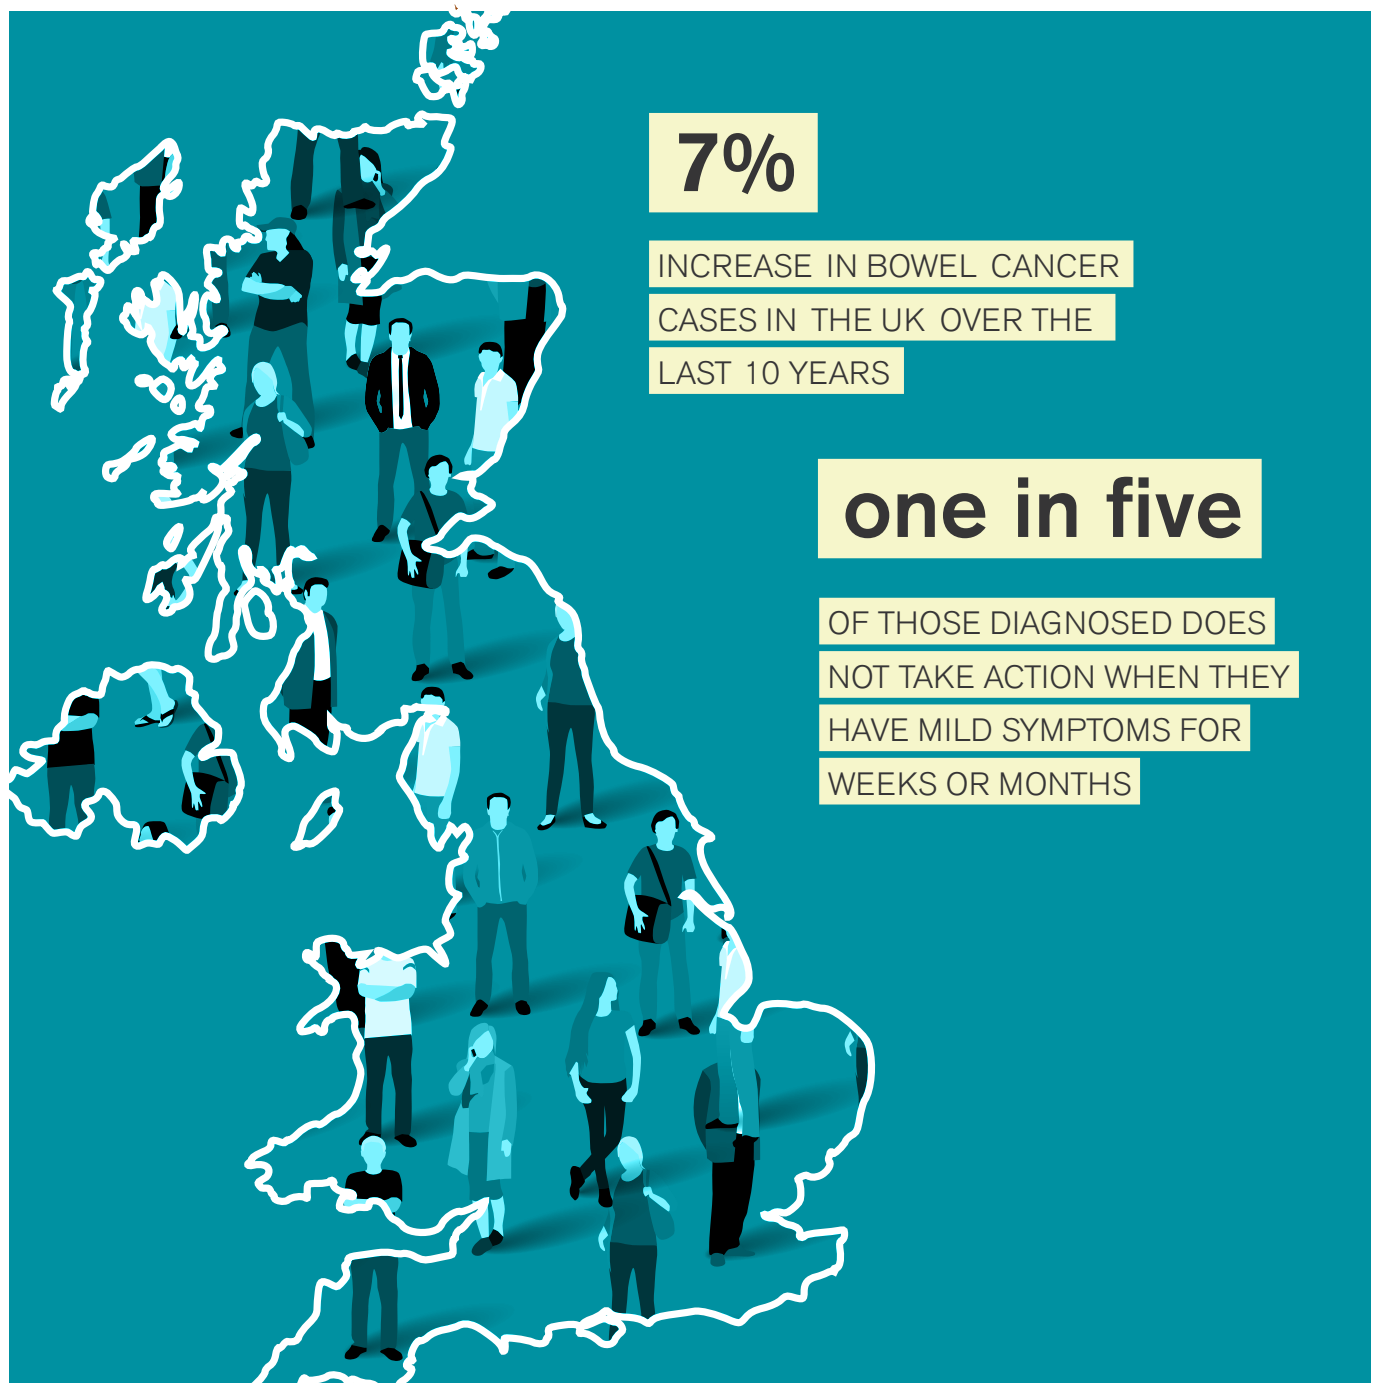 7%
INCREASE IN BOWEL CANCER
CASES IN THE UK OVER THE
LAST 10 YEARS
one in five
OF THOSE DIAGNOSED DOES
NOT TAKE ACTION WHEN THEY
HAVE MILD SYMPTOMS FOR
WEEKS OR MONTHS